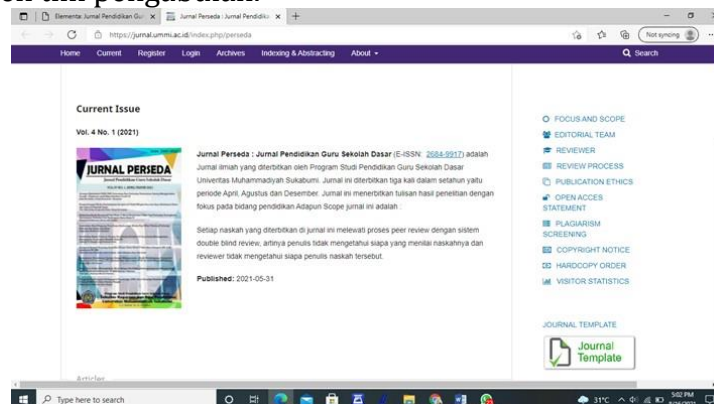 Elementa: Jurnal Pendidikan Gur
Jurnal Perseda : Jurnal Pendidika
https://jurnal.ummi.ac.id/index.php/perseda
Not syncing
Home Current Register Login Archives Indexing & Abstracting About
Search
Current Issue
Vol. 4 No. 1 (2021)
JURNAL PERSEDA
Jurnal Perseda : Jurnal Pendidikan Guru Sekolah Dasar (E-ISSN: 2684-9917) adalah
Jurnal ilmiah yang diterbitkan oleh Program Studi Pendidikan Guru Sekolah Dasar
Universitas Muhammadiyah Sukabumi. Jurnal ini diterbitkan tiga kali dalam setahun yaitu
periode April, Agustus dan Desember. Jurnal ini menerbitkan tulisan hasil penelitian dengan
fokus pada bidang pendidikan Adapun Scope jurnal ini adalah :
Setiap naskah yang diterbitkan di jurnal ini melewati proses peer review dengan sistem
double blind review, artinya penulis tidak mengetahui siapa yang menilai naskahnya dan
reviewer tidak mengetahui siapa penulis naskah tersebut.
Published: 2021-05-31
FOCUS AND SCOPE
EDITORIAL TEAM
REVIEWER
REVIEW PROCESS
PUBLICATION ETHICS
OPEN ACCES
STATEMENT
PLAGIARISM
SCREENING
COPYRIGHT NOTICE
HARDCOPY ORDER
VISITOR STATISTICS
JOURNAL TEMPLATE
Journal
Template
Articles
Type here to search
31°C
5:02 PM